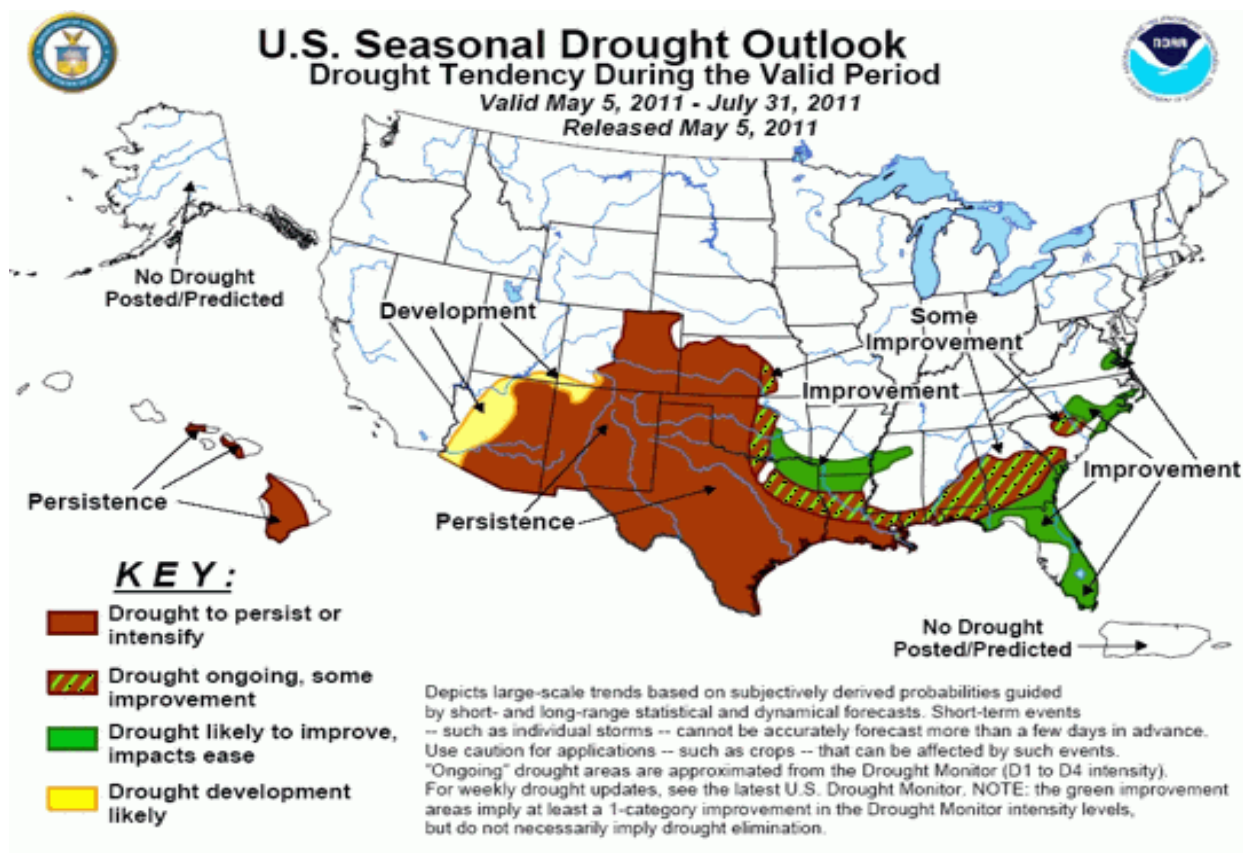 U.S. Seasonal Drought Outlook
Drought Tendency During the Valid Period
Valid May 5, 2011 - July 31, 2011
Released May 5, 2011
NOAA
No Drought
Posted/Predicted
Development
Some
Improvement
Improvement
Improvement
Persistence
Persistence
No Drought
Posted/Predicted
KEY:
Drought to persist or
intensify
Drought ongoing, some
improvement
Drought likely to improve,
impacts ease
Drought development
likely
Depicts large-scale trends based on subjectively derived probabilities guided
by short- and long-range statistical and dynamical forecasts. Short-term events
-- such as individual storms -- cannot be accurately forecast more than a few days in advance.
Use caution for applications -- such as crops -- that can be affected by such events.
"Ongoing" drought areas are approximated from the Drought Monitor (D1 to D4 intensity).
For weekly drought updates, see the latest U.S. Drought Monitor. NOTE: the green improvement
areas imply at least a 1-category improvement in the Drought Monitor intensity levels,
but do not necessarily imply drought elimination.